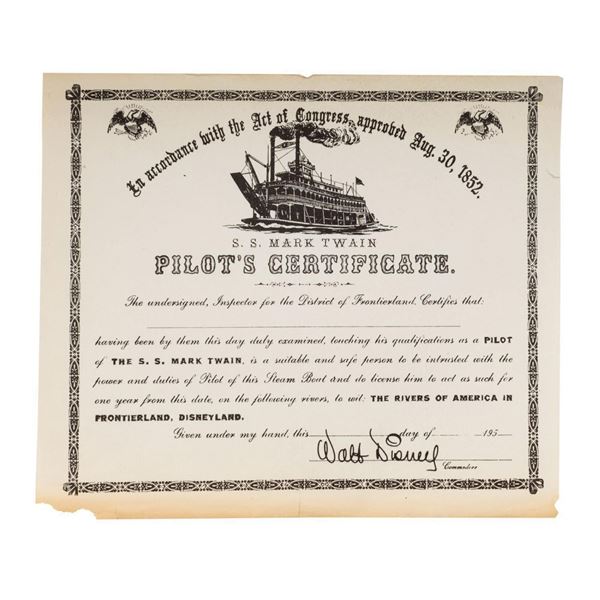 In accordance with the Act of Congress, approved Aug. 30, 1852.
S. S. MARK TWAIN
PILOT'S CERTIFICATE.
The undersigned, Inspector for the District of Frontierland, Certifies that:
having been by them this day duly examined, touching his qualifications as a PILOT
of THE S. S. MARK TWAIN, is a suitable and safe person to be intrusted with the
power and duties of Pilot of this Steam Boat and do license him to act as such for
one year from this date, on the following rivers, to wit: THE RIVERS OF AMERICA IN
FRONTIERLAND, DISNEYLAND.
Given under my hand, this day of 195
Walt Disney
Commodore